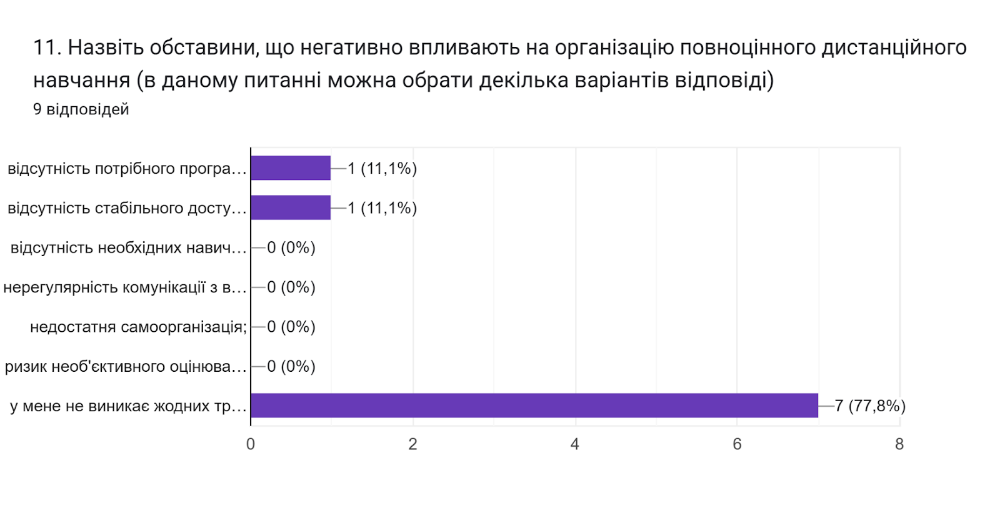 11. Назвіть обставини, що негативно впливають на організацію повноцінного дистанційного
навчання (в даному питанні можна обрати декілька варіантів відповіді)
9 відповідей
відсутність потрібного програ… 1 (11,1%)
відсутність стабільного досту… 1 (11,1%)
відсутність необхідних навич… 0 (0%)
нерегулярність комунікації з в… 0 (0%)
недостатня самоорганізація; 0 (0%)
ризик необ'єктивного оцінюва… 0 (0%)
у мене не виникає жодних тр… 7 (77,8%)
0 2 4 6 8